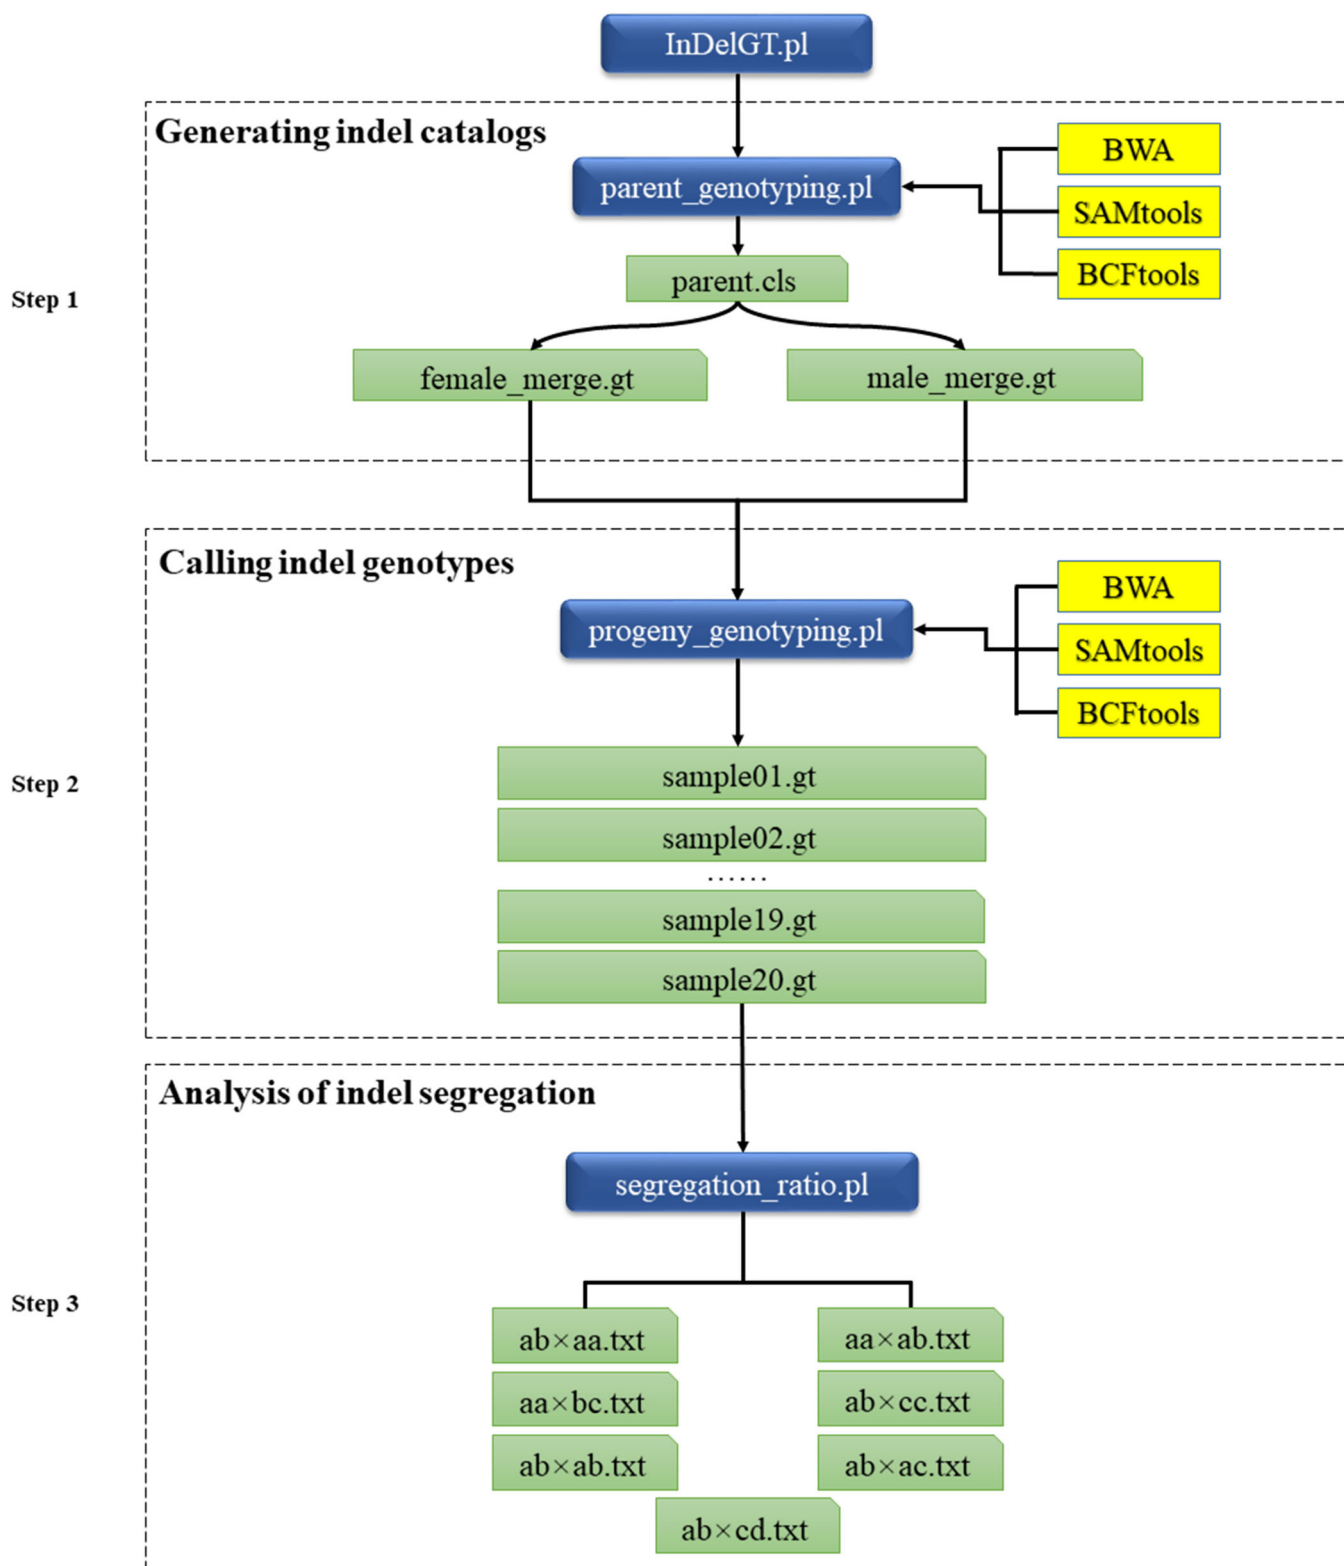 InDelGT.pl
Generating indel catalogs
BWA
parent_genotyping.pl
SAMtools
BCFtools
parent.cls
Step 1
female_merge.gt
male_merge.gt
Calling indel genotypes
BWA
progeny_genotyping.pl
SAMtools
BCFtools
sample01.gt
Step 2
sample02.gt
......
sample19.gt
sample20.gt
Analysis of indel segregation
segregation_ratio.pl
Step 3
ab×aa.txt
aa×ab.txt
aa×bc.txt
ab×cc.txt
ab×ab.txt
ab×ac.txt
ab×cd.txt